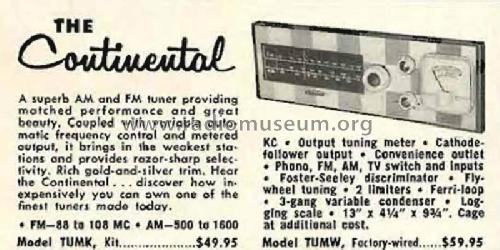 THE
Continental
A superb AM and FM tuner providing
matched performance and great
beauty. Coupled with variable auto-
matic frequency control and metered
output, it brings in the weakest sta-
tions and provides razor-sharp selec-
tivity. Rich gold-and-silver trim. Hear
the Continental . . . discover how in-
expensively you can own one of the
finest tuners made today.
• FM—88 to 108 MC • AM—500 to 1600
Model TUMK, Kit....................$49.95
KC • Output tuning meter • Cathode-
follower output • Convenience outlet
• Phono, FM, AM, TV switch and inputs
• Foster-Seeley discriminator • Fly-
wheel tuning • 2 limiters • Ferri-loop
• 3-gang variable condenser • Log-
ging scale • 13" x 4¼" x 9¾". Cage
at additional cost.
Model TUMW, Factory-wired.....$59.95
www.radiomuseum.org